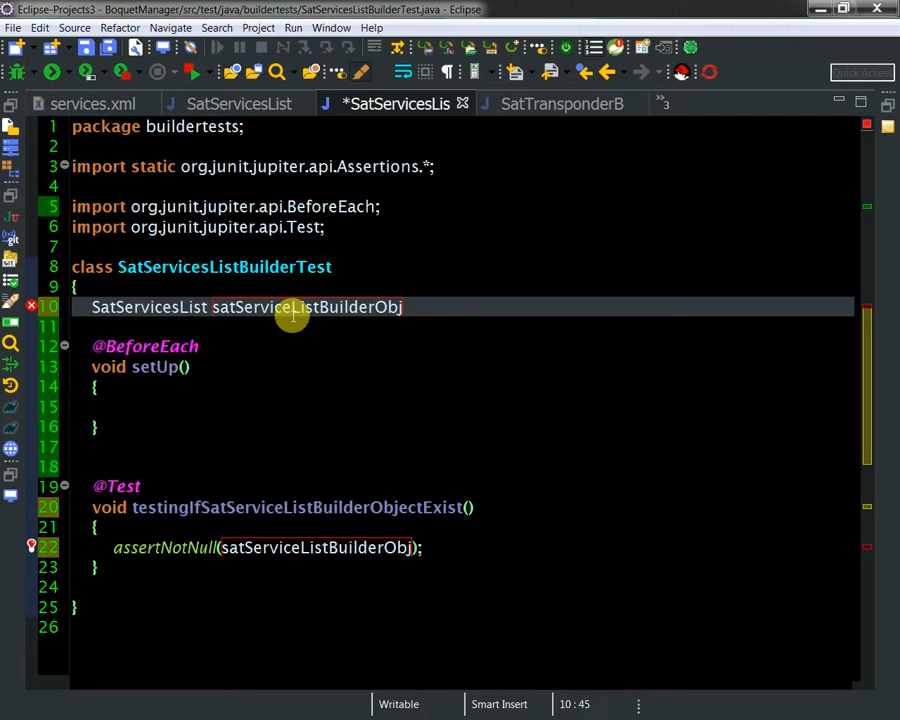 Eclipse-Projects3 - BoquetManager/src/test/java/buildertests/SatServicesListBuilderTest.java - Eclipse
File Edit Source Refactor Navigate Search Project Run Window Help
Quick Access
services.xml SatServicesList *SatServicesLis SatTransponderB »3
1 package buildertests;
2
3 import static org.junit.jupiter.api.Assertions.*;
4
5 import org.junit.jupiter.api.BeforeEach;
6 import org.junit.jupiter.api.Test;
7
8 class SatServicesListBuilderTest
9 {
10 SatServicesList satServiceListBuilderObj
11
12 @BeforeEach
13 void setUp()
14 {
15
16 }
17
18
19 @Test
20 void testingIfSatServiceListBuilderObjectExist()
21 {
22 assertNotNull(satServiceListBuilderObj);
23 }
24
25 }
26
Writable Smart Insert 10 : 45